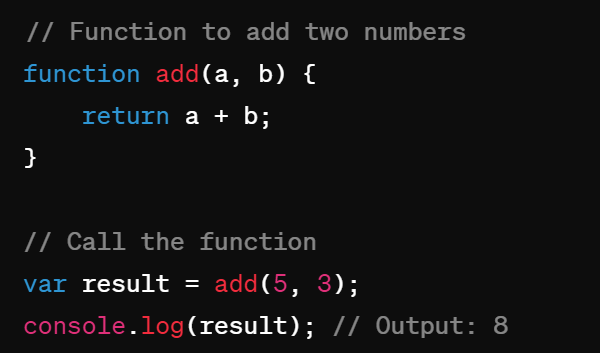 // Function to add two numbers
function add(a, b) {
    return a + b;
}

// Call the function
var result = add(5, 3);
console.log(result); // Output: 8